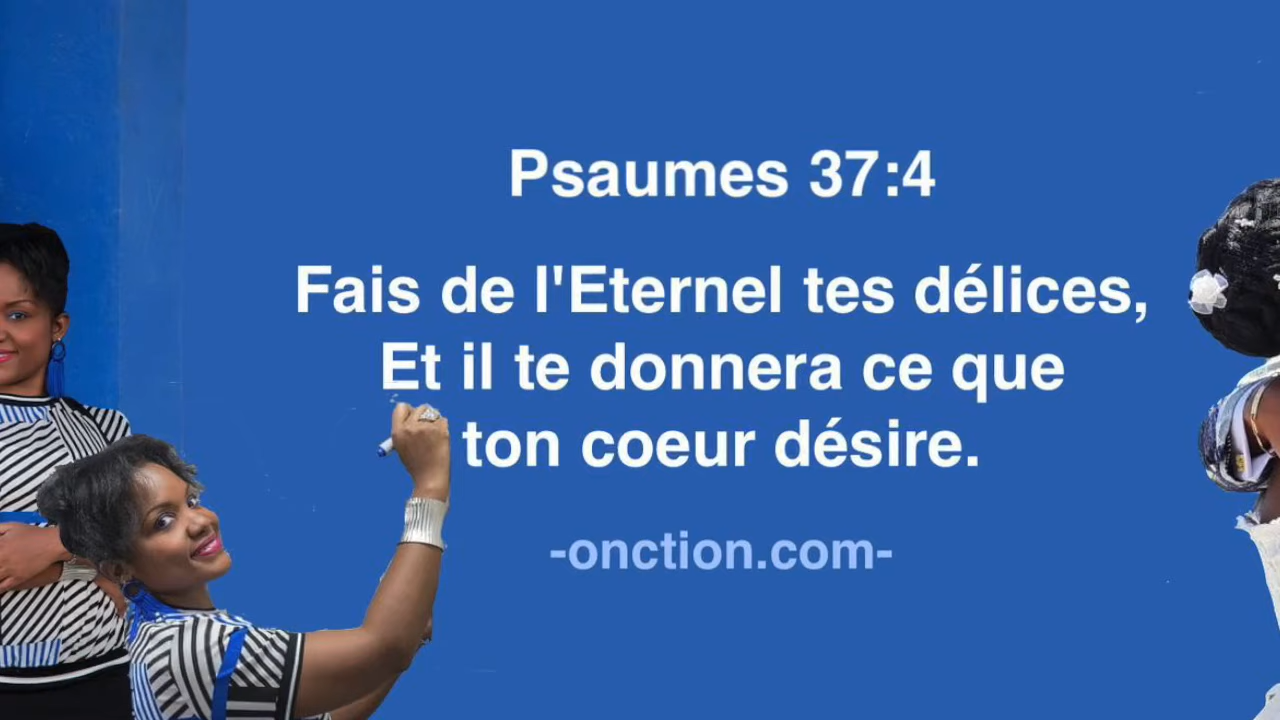 Psaumes 37:4
Fais de l'Eternel tes délices,
Et il te donnera ce que
ton coeur désire.
-onction.com-